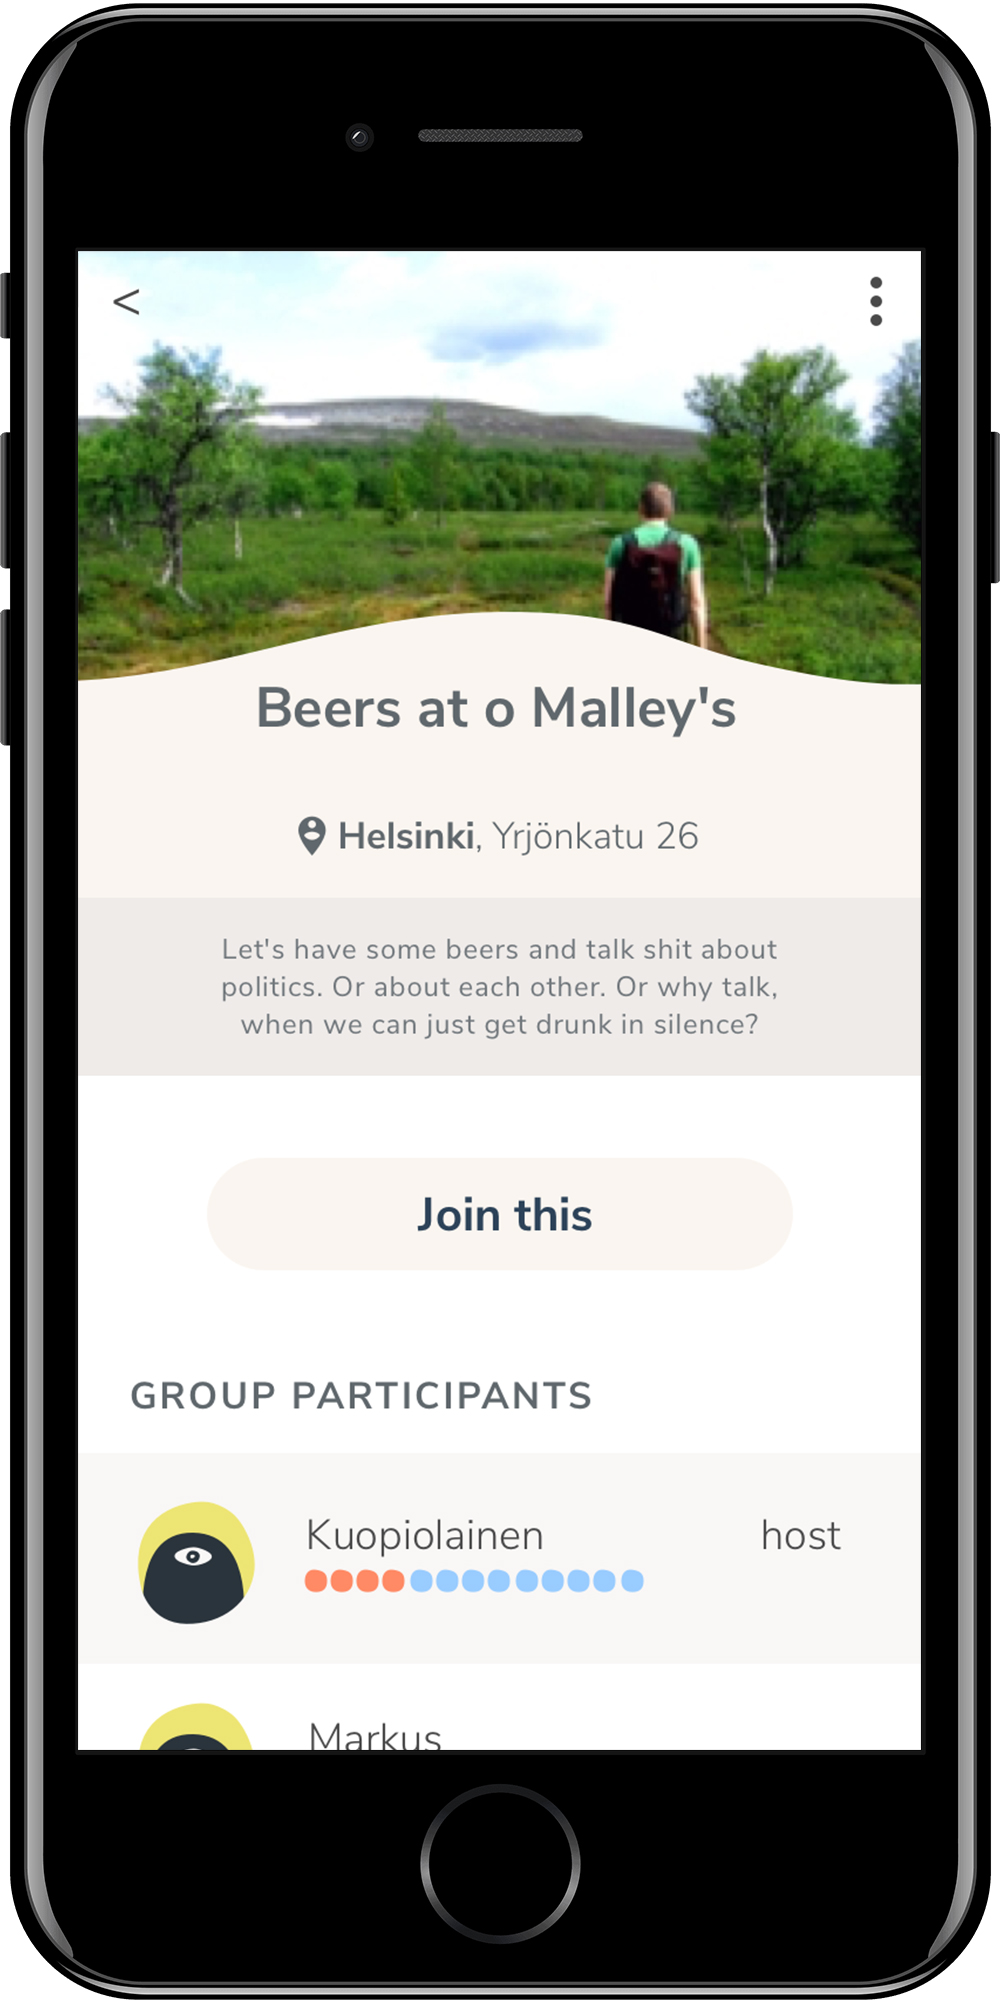 <
Beers at o Malley's
Helsinki, Yrjönkatu 26
Let's have some beers and talk shit about
politics. Or about each other. Or why talk,
when we can just get drunk in silence?
Join this
GROUP PARTICIPANTS
Kuopiolainen host
Markus